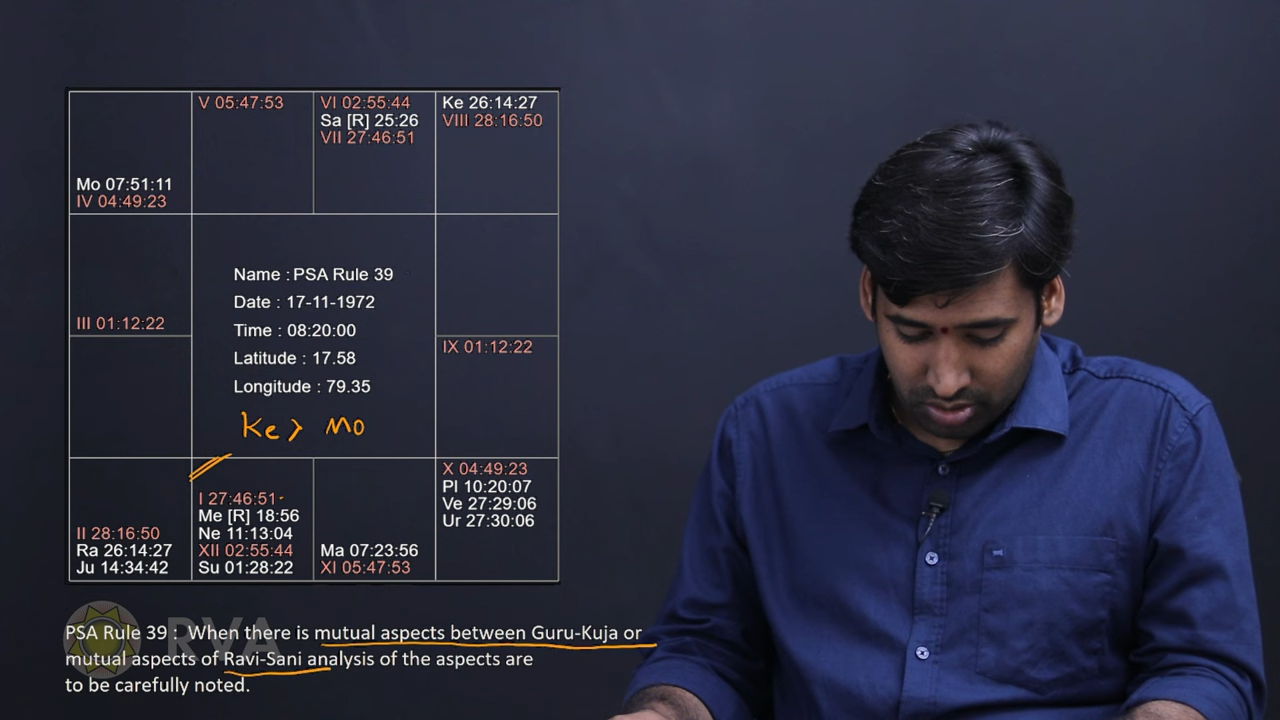 V 05:47:53
VI 02:55:44
Sa [R] 25:26
VII 27:46:51
Ke 26:14:27
VIII 28:16:50
Mo 07:51:11
IV 04:49:23
III 01:12:22
Name : PSA Rule 39
Date : 17-11-1972
Time : 08:20:00
Latitude : 17.58
Longitude : 79.35
Ke > Mo
IX 01:12:22
II 28:16:50
Ra 26:14:27
Ju 14:34:42
I 27:46:51
Me [R] 18:56
Ne 11:13:04
XII 02:55:44
Su 01:28:22
Ma 07:23:56
XI 05:47:53
X 04:49:23
Pl 10:20:07
Ve 27:29:06
Ur 27:30:06
RVA
PSA Rule 39 : When there is mutual aspects between Guru-Kuja or
mutual aspects of Ravi-Sani analysis of the aspects are
to be carefully noted.